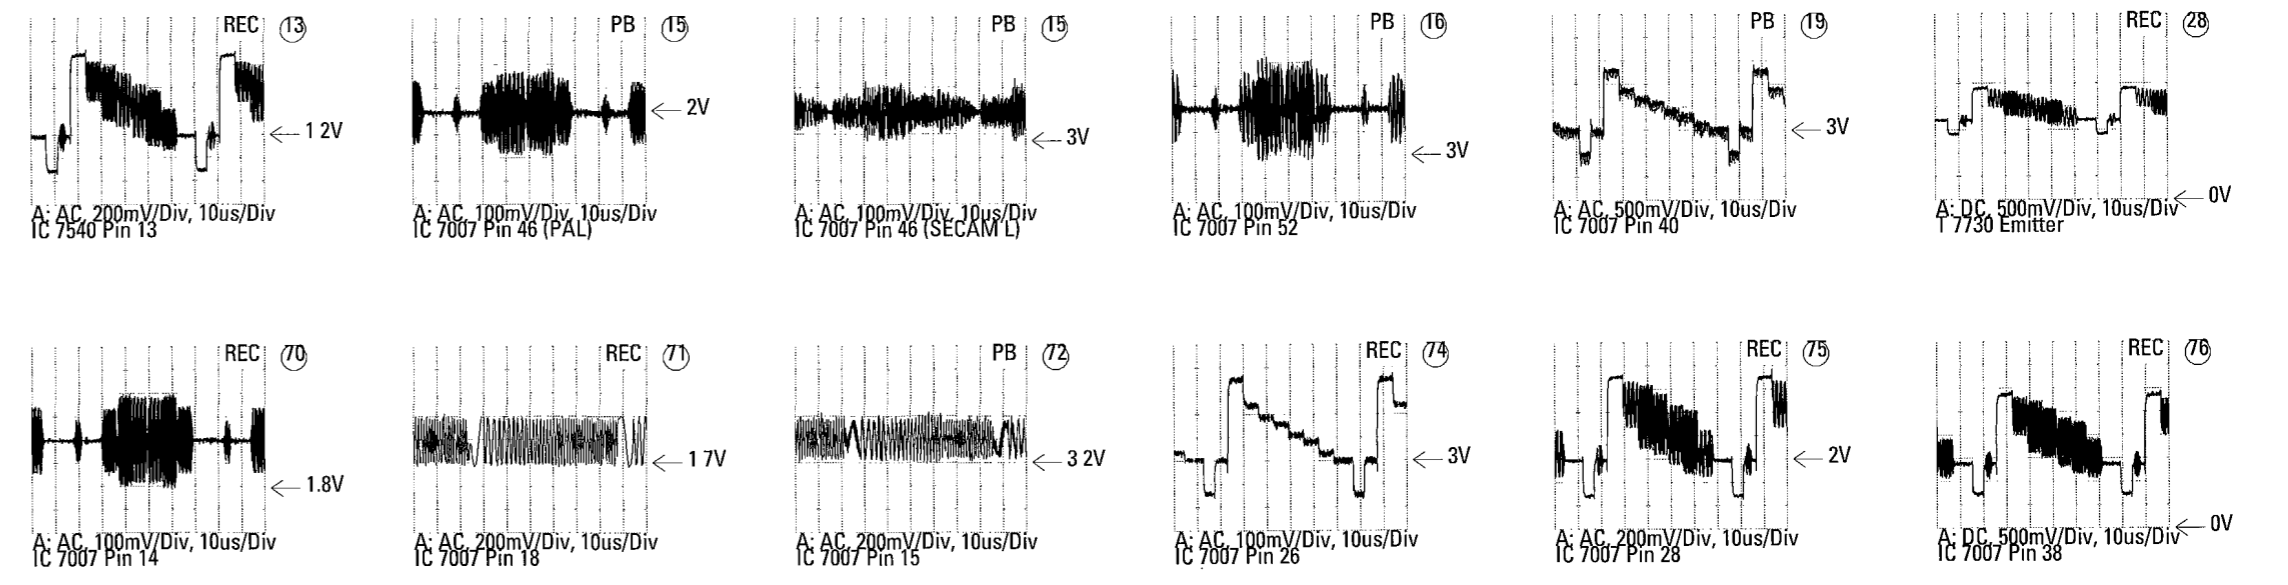 REC 13
1 2V
A: AC, 200mV/Div, 10us/Div
IC 7540 Pin 13
PB 15
2V
A: AC, 100mV/Div, 10us/Div
IC 7007 Pin 46 (PAL)
PB 15
3V
A: AC, 100mV/Div, 10µs/Div
IC 7007 Pin 46 (SECAM L)
PB 16
3V
A: AC, 100mV/Div, 10us/Div
IC 7007 Pin 52
PB 19
3V
A: AC, 500mV/Div, 10us/Div
IC 7007 Pin 40
REC 28
0V
A: DC, 500mV/Div, 10us/Div
T 7730 Emitter
REC 70
1.8V
A: AC, 100mV/Div, 10us/Div
IC 7007 Pin 14
REC 71
1 7V
A: AC, 200mV/Div, 10us/Div
IC 7007 Pin 18
PB 72
3 2V
A: AC, 200mV/Div, 10us/Div
IC 7007 Pin 15
REC 74
3V
A: AC, 100mV/Div, 10us/Div
IC 7007 Pin 26
REC 75
2V
A: AC, 200mV/Div, 10us/Div
IC 7007 Pin 28
REC 76
0V
A: DC, 500mV/Div, 10us/Div
IC 7007 Pin 38